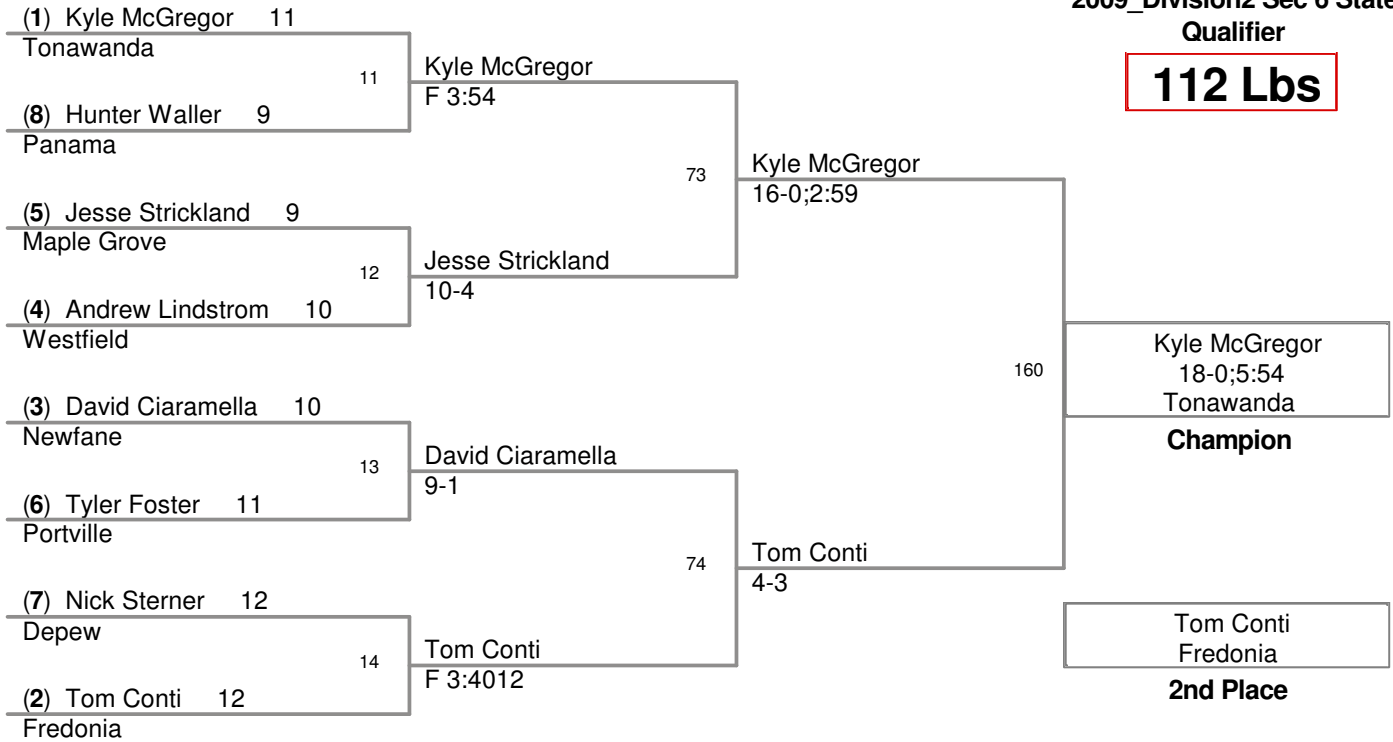 2009_Division2 Sec 6 State
Qualifier
112 Lbs
(1) Kyle McGregor 11
Tonawanda
11
Kyle McGregor
F 3:54
(8) Hunter Waller 9
Panama
73
Kyle McGregor
16-0;2:59
(5) Jesse Strickland 9
Maple Grove
12
Jesse Strickland
10-4
(4) Andrew Lindstrom 10
Westfield
160
Kyle McGregor
18-0;5:54
Tonawanda
Champion
(3) David Ciaramella 10
Newfane
13
David Ciaramella
9-1
(6) Tyler Foster 11
Portville
74
Tom Conti
4-3
(7) Nick Sterner 12
Depew
14
Tom Conti
F 3:4012
(2) Tom Conti 12
Fredonia
Tom Conti
Fredonia
2nd Place